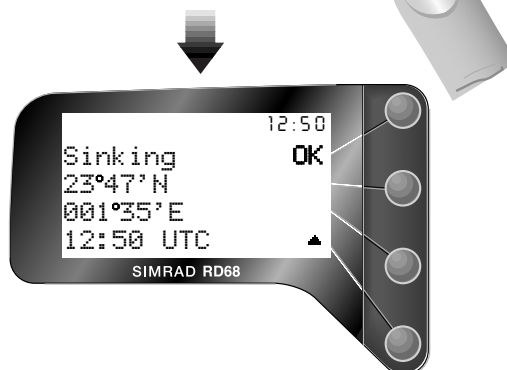 12:50
Sinking OK
23°47’N
001°35’E
12:50 UTC
SIMRAD RD68